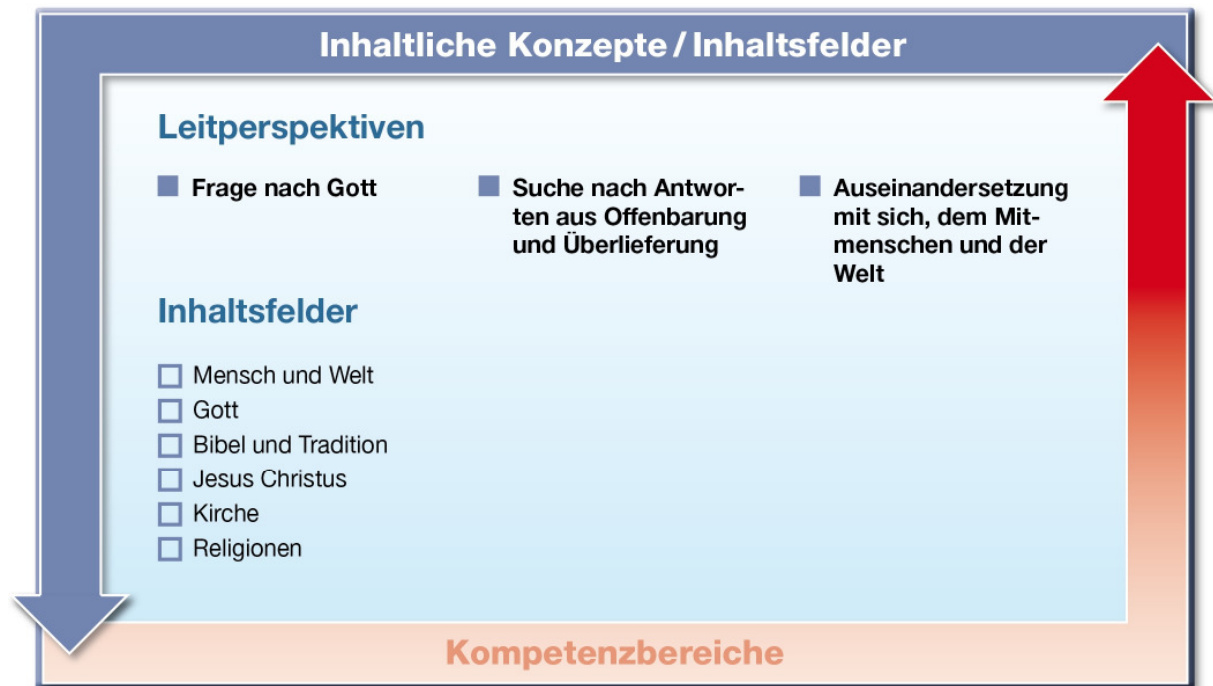 Inhaltliche Konzepte / Inhaltsfelder
Leitperspektiven
Frage nach Gott
Suche nach Antwor-
ten aus Offenbarung
und Überlieferung
Auseinandersetzung
mit sich, dem Mit-
menschen und der
Welt
Inhaltsfelder
Mensch und Welt
Gott
Bibel und Tradition
Jesus Christus
Kirche
Religionen
Kompetenzbereiche